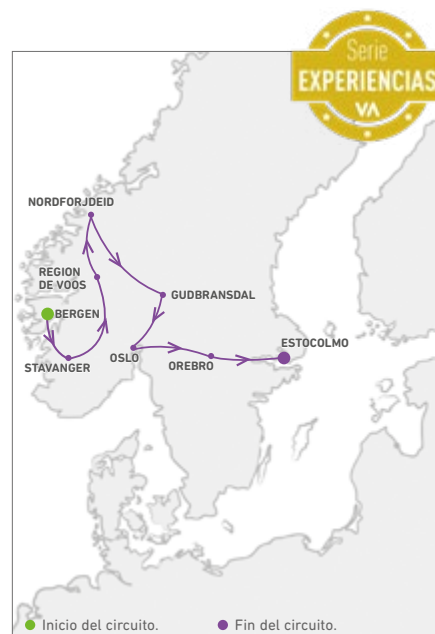 Serie
EXPERIENCIAS
VA
NORDFORJDEID
REGION
DE VOOS
GUDBRANSDAL
BERGEN
ESTOCOLMO
STAVANGER
OSLO
OREBRO
Inicio del circuito.
Fin del circuito.